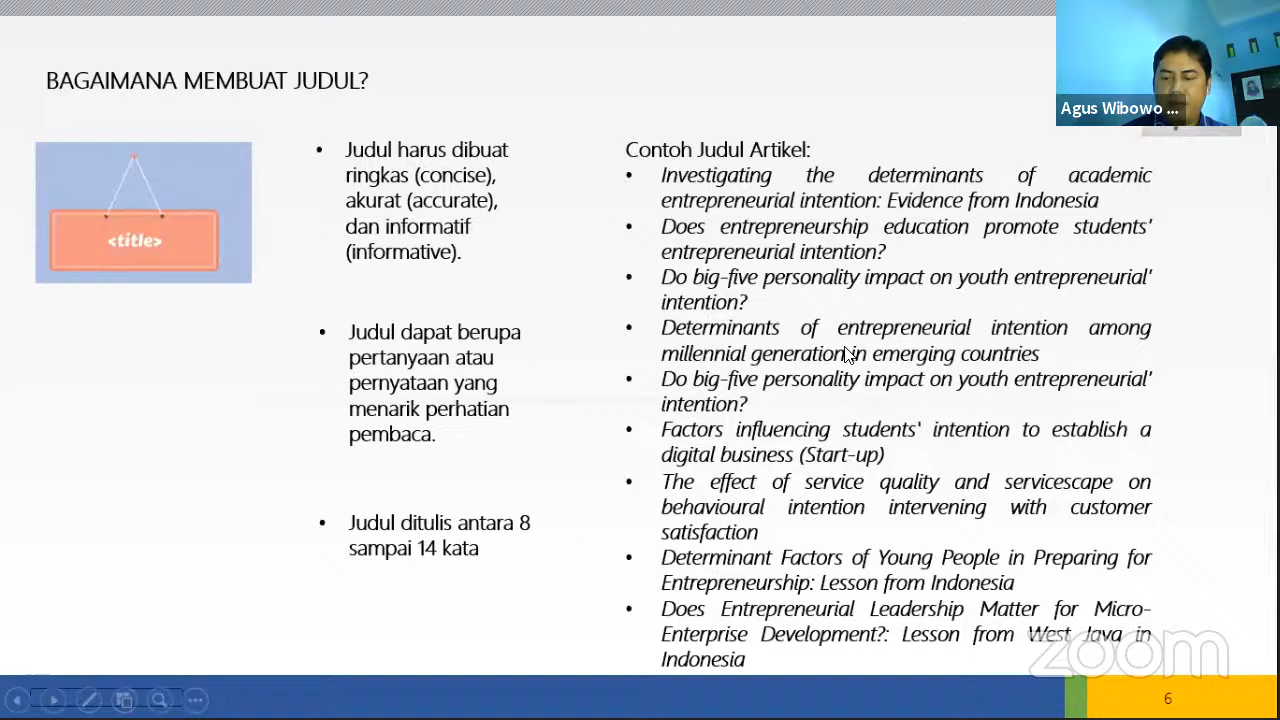 Agus Wibowo ...
BAGAIMANA MEMBUAT JUDUL?
<title>
• Judul harus dibuat
ringkas (concise),
akurat (accurate),
dan informatif
(informative).
• Judul dapat berupa
pertanyaan atau
pernyataan yang
menarik perhatian
pembaca.
• Judul ditulis antara 8
sampai 14 kata
Contoh Judul Artikel:
• Investigating the determinants of academic
entrepreneurial intention: Evidence from Indonesia
• Does entrepreneurship education promote students'
entrepreneurial intention?
• Do big-five personality impact on youth entrepreneurial'
intention?
• Determinants of entrepreneurial intention among
millennial generation in emerging countries
• Do big-five personality impact on youth entrepreneurial'
intention?
• Factors influencing students' intention to establish a
digital business (Start-up)
• The effect of service quality and servicescape on
behavioural intention intervening with customer
satisfaction
• Determinant Factors of Young People in Preparing for
Entrepreneurship: Lesson from Indonesia
• Does Entrepreneurial Leadership Matter for Micro-
Enterprise Development?: Lesson from West Java in
Indonesia
zoom
6